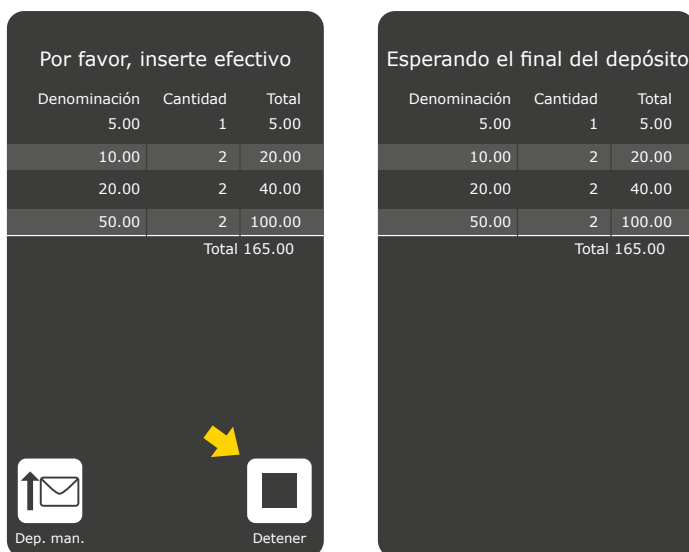 Por favor, inserte efectivo
Denominación Cantidad Total
5.00 1 5.00
10.00 2 20.00
20.00 2 40.00
50.00 2 100.00
Total 165.00
Dep. man. Detener
Esperando el final del depósito
Denominación Cantidad Total
5.00 1 5.00
10.00 2 20.00
20.00 2 40.00
50.00 2 100.00
Total 165.00